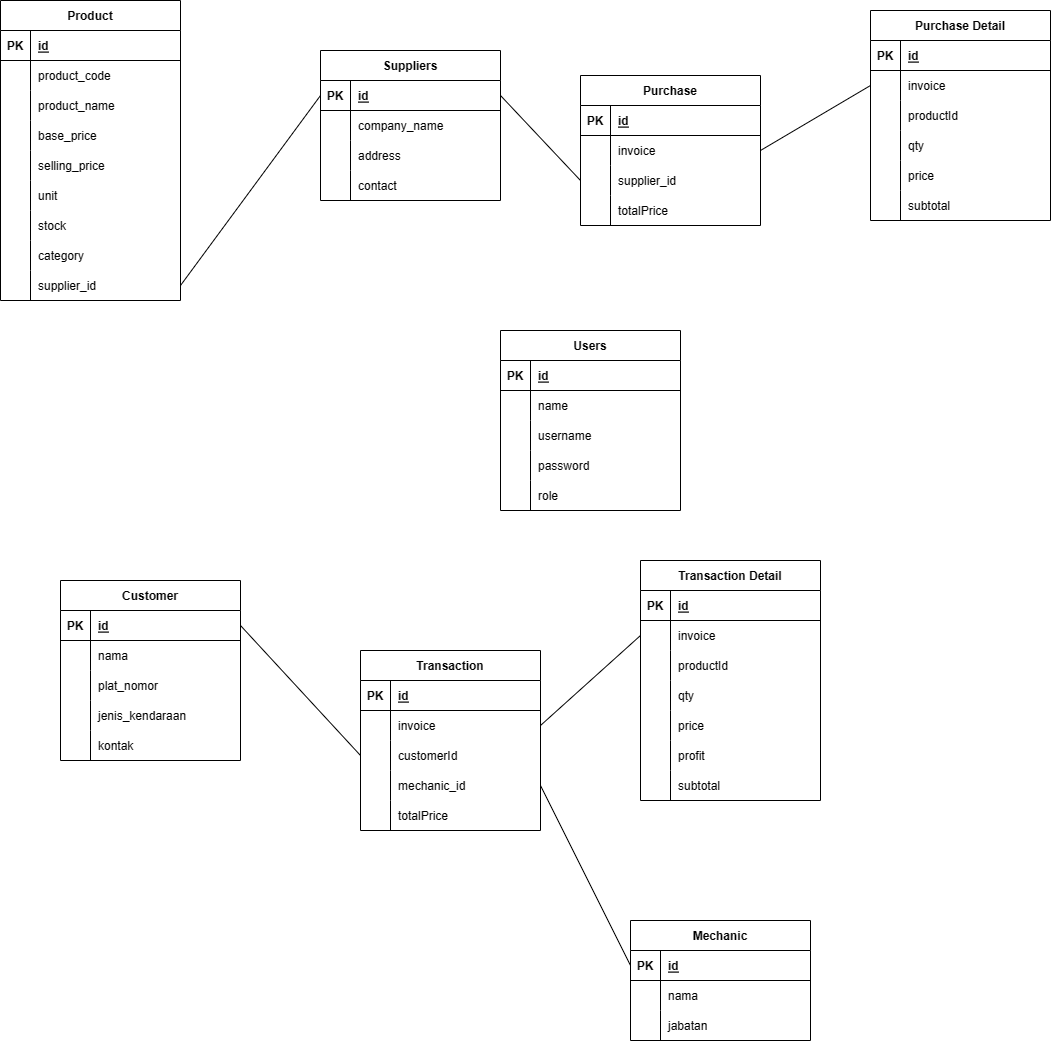 Product
PK id
product_code
product_name
base_price
selling_price
unit
stock
category
supplier_id
Suppliers
PK id
company_name
address
contact
Purchase
PK id
invoice
supplier_id
totalPrice
Purchase Detail
PK id
invoice
productId
qty
price
subtotal
Users
PK id
name
username
password
role
Customer
PK id
nama
plat_nomor
jenis_kendaraan
kontak
Transaction
PK id
invoice
customerId
mechanic_id
totalPrice
Transaction Detail
PK id
invoice
productId
qty
price
profit
subtotal
Mechanic
PK id
nama
jabatan